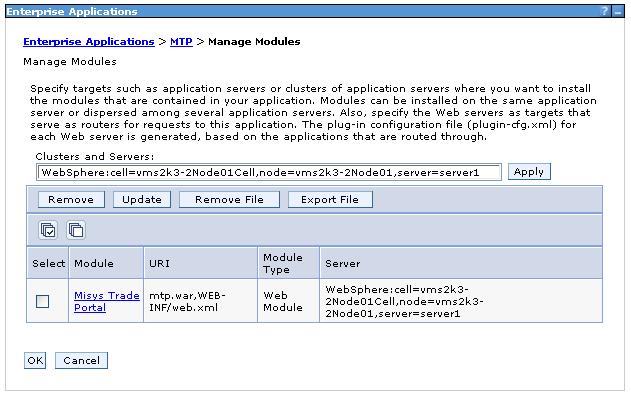 Enterprise Applications ? –
Enterprise Applications > MTP > Manage Modules
Manage Modules
Specify targets such as application servers or clusters of application servers where you want to install
the modules that are contained in your application. Modules can be installed on the same application
server or dispersed among several application servers. Also, specify the Web servers as targets that
serve as routers for requests to this application. The plug-in configuration file (plugin-cfg.xml) for
each Web server is generated, based on the applications that are routed through.
Clusters and Servers:
WebSphere:cell=vms2k3-2Node01Cell,node=vms2k3-2Node01,server=server1 Apply
Remove Update Remove File Export File
Select Module URI Module Type Server
Misys Trade Portal
mtp.war,WEB-
INF/web.xml
Web
Module
WebSphere:cell=vms2k3-
2Node01Cell,node=vms2k3-
2Node01,server=server1
OK Cancel